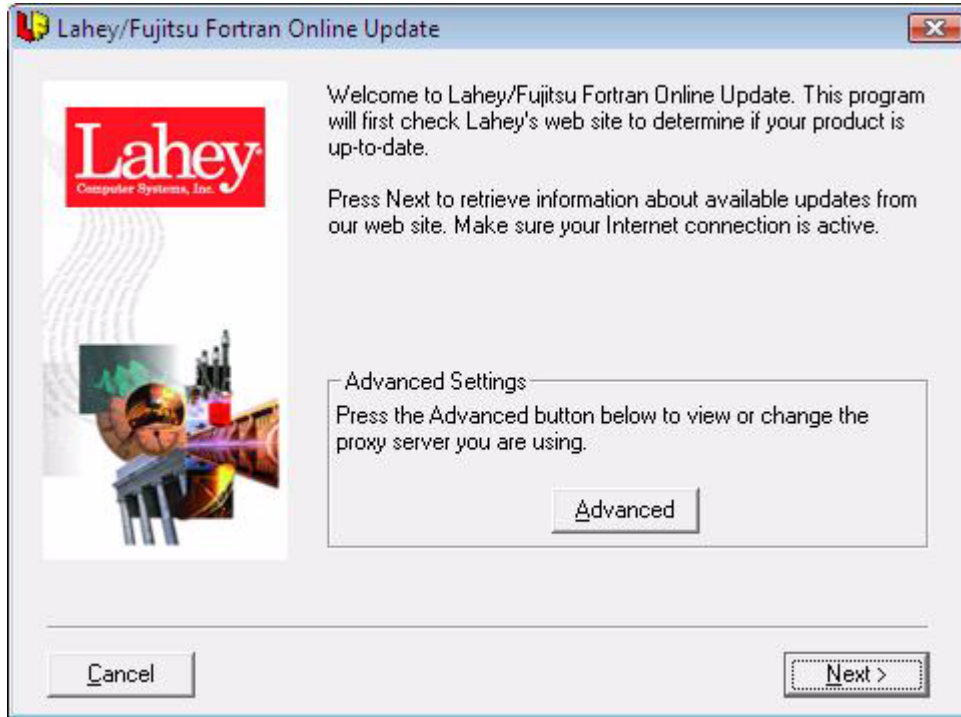 Lahey/Fujitsu Fortran Online Update
Lahey
Computer Systems, Inc.
Welcome to Lahey/Fujitsu Fortran Online Update. This program
will first check Lahey's web site to determine if your product is
up-to-date.
Press Next to retrieve information about available updates from
our web site. Make sure your Internet connection is active.
Advanced Settings
Press the Advanced button below to view or change the
proxy server you are using.
Advanced
Cancel
Next >